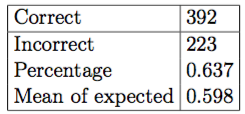 Correct 392
Incorrect 223
Percentage 0.637
Mean of expected 0.598